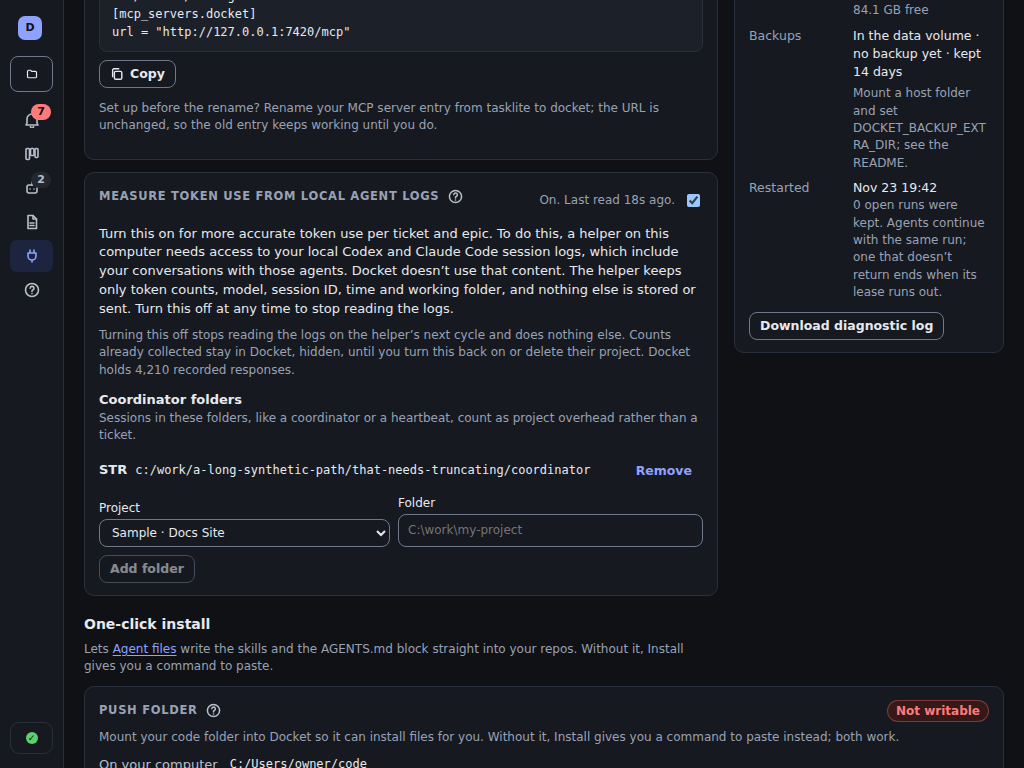 D
7
2
[mcp_servers.docket]
url = "http://127.0.0.1:7420/mcp"
Copy
Set up before the rename? Rename your MCP server entry from tasklite to docket; the URL is
unchanged, so the old entry keeps working until you do.
MEASURE TOKEN USE FROM LOCAL AGENT LOGS
On. Last read 18s ago.
Turn this on for more accurate token use per ticket and epic. To do this, a helper on this
computer needs access to your local Codex and Claude Code session logs, which include
your conversations with those agents. Docket doesn’t use that content. The helper keeps
only token counts, model, session ID, time and working folder, and nothing else is stored or
sent. Turn this off at any time to stop reading the logs.
Turning this off stops reading the logs on the helper’s next cycle and does nothing else. Counts
already collected stay in Docket, hidden, until you turn this back on or delete their project. Docket
holds 4,210 recorded responses.
Coordinator folders
Sessions in these folders, like a coordinator or a heartbeat, count as project overhead rather than a
ticket.
STR c:/work/a-long-synthetic-path/that-needs-truncating/coordinator
Remove
Project
Folder
Sample · Docs Site
C:\work\my-project
Add folder
One-click install
Lets Agent files write the skills and the AGENTS.md block straight into your repos. Without it, Install
gives you a command to paste.
PUSH FOLDER
Not writable
Mount your code folder into Docket so it can install files for you. Without it, Install gives you a command to paste instead; both work.
On your computer C:/Users/owner/code
84.1 GB free
Backups
In the data volume ·
no backup yet · kept
14 days
Mount a host folder
and set
DOCKET_BACKUP_EXT
RA_DIR; see the
README.
Restarted
Nov 23 19:42
0 open runs were
kept. Agents continue
with the same run;
one that doesn’t
return ends when its
lease runs out.
Download diagnostic log